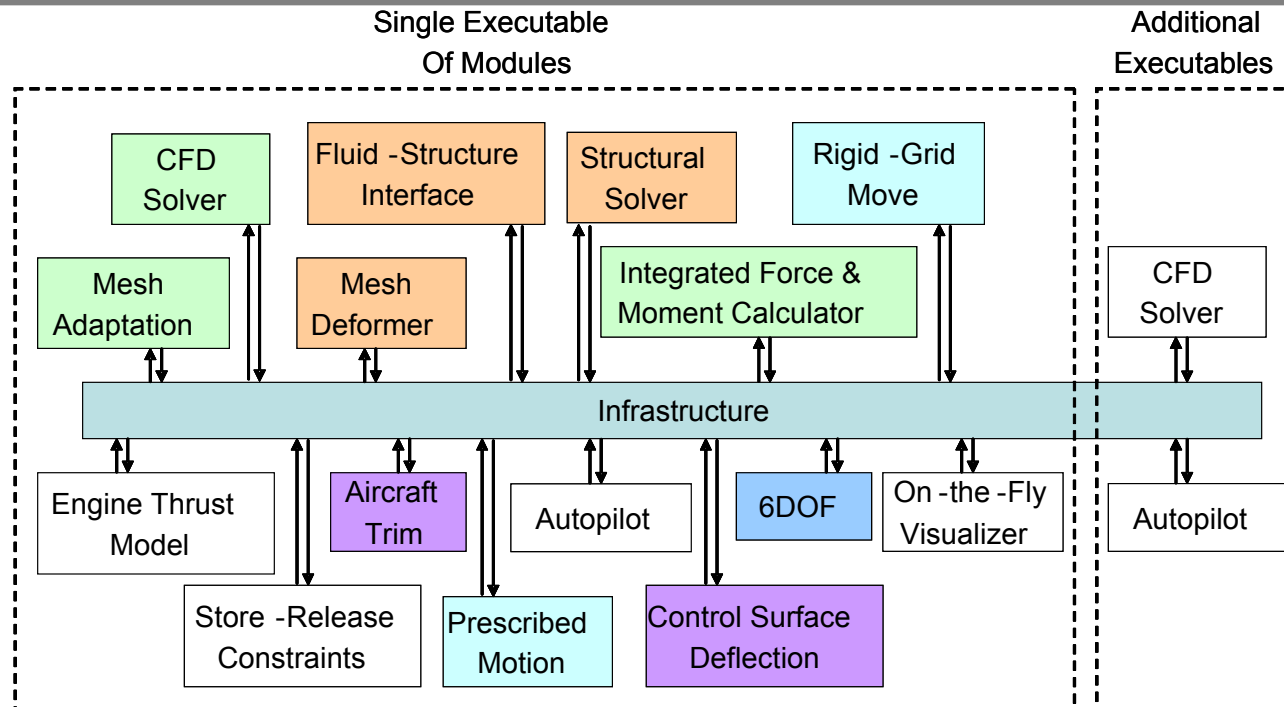 Single Executable
Of Modules
Additional
Executables
CFD
Solver
Fluid -Structure
Interface
Structural
Solver
Rigid -Grid
Move
Mesh
Adaptation
Mesh
Deformer
Integrated Force &
Moment Calculator
CFD
Solver
Infrastructure
Engine Thrust
Model
Aircraft
Trim
Autopilot
6DOF
On -the -Fly
Visualizer
Autopilot
Store -Release
Constraints
Prescribed
Motion
Control Surface
Deflection